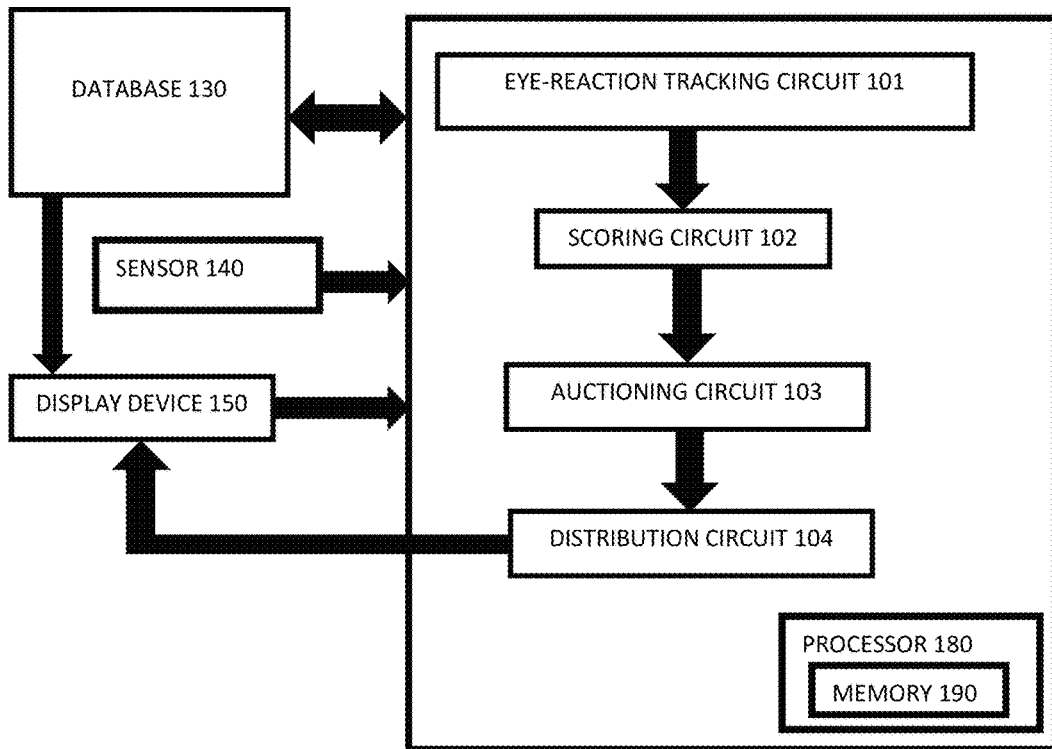 DATABASE 130
EYE-REACTION TRACKING CIRCUIT 101
SCORING CIRCUIT 102
SENSOR 140
DISPLAY DEVICE 150
AUCTIONING CIRCUIT 103
DISTRIBUTION CIRCUIT 104
PROCESSOR 180
MEMORY 190